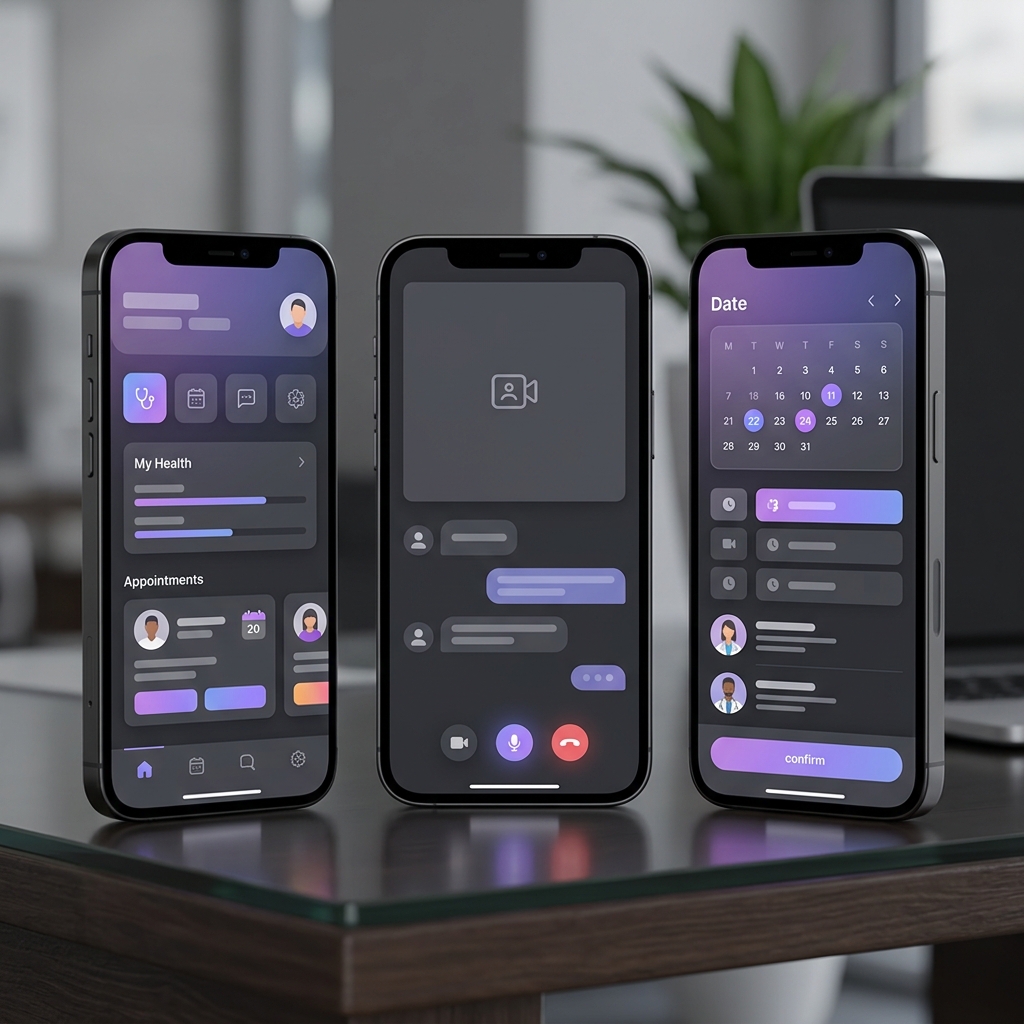 My Health
Appointments
20
Date
M T W T F S S
1 2 3 4 5 6
7 18 16 10 11 12 13
21 22 23 24 25 26 27
28 29 30 31
confirm